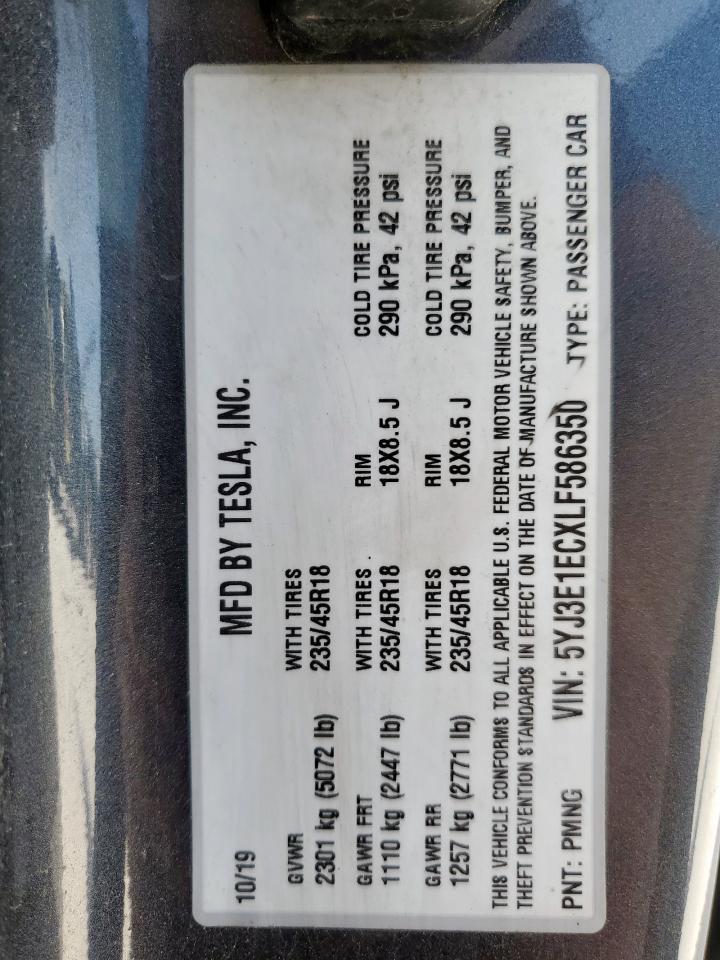 MFD BY TESLA, INC.
10/19
GVWR WITH TIRES
2301 kg (5072 lb) 235/45R18
GAWR FRT WITH TIRES RIM COLD TIRE PRESSURE
1110 kg (2447 lb) 235/45R18 18X8.5 J 290 kPa, 42 psi
GAWR RR WITH TIRES RIM COLD TIRE PRESSURE
1257 kg (2771 lb) 235/45R18 18X8.5 J 290 kPa, 42 psi
THIS VEHICLE CONFORMS TO ALL APPLICABLE U.S. FEDERAL MOTOR VEHICLE SAFETY, BUMPER, AND
THEFT PREVENTION STANDARDS IN EFFECT ON THE DATE OF MANUFACTURE SHOWN ABOVE.
PNT: PMNG VIN: 5YJ3E1ECXLF586350 TYPE: PASSENGER CAR